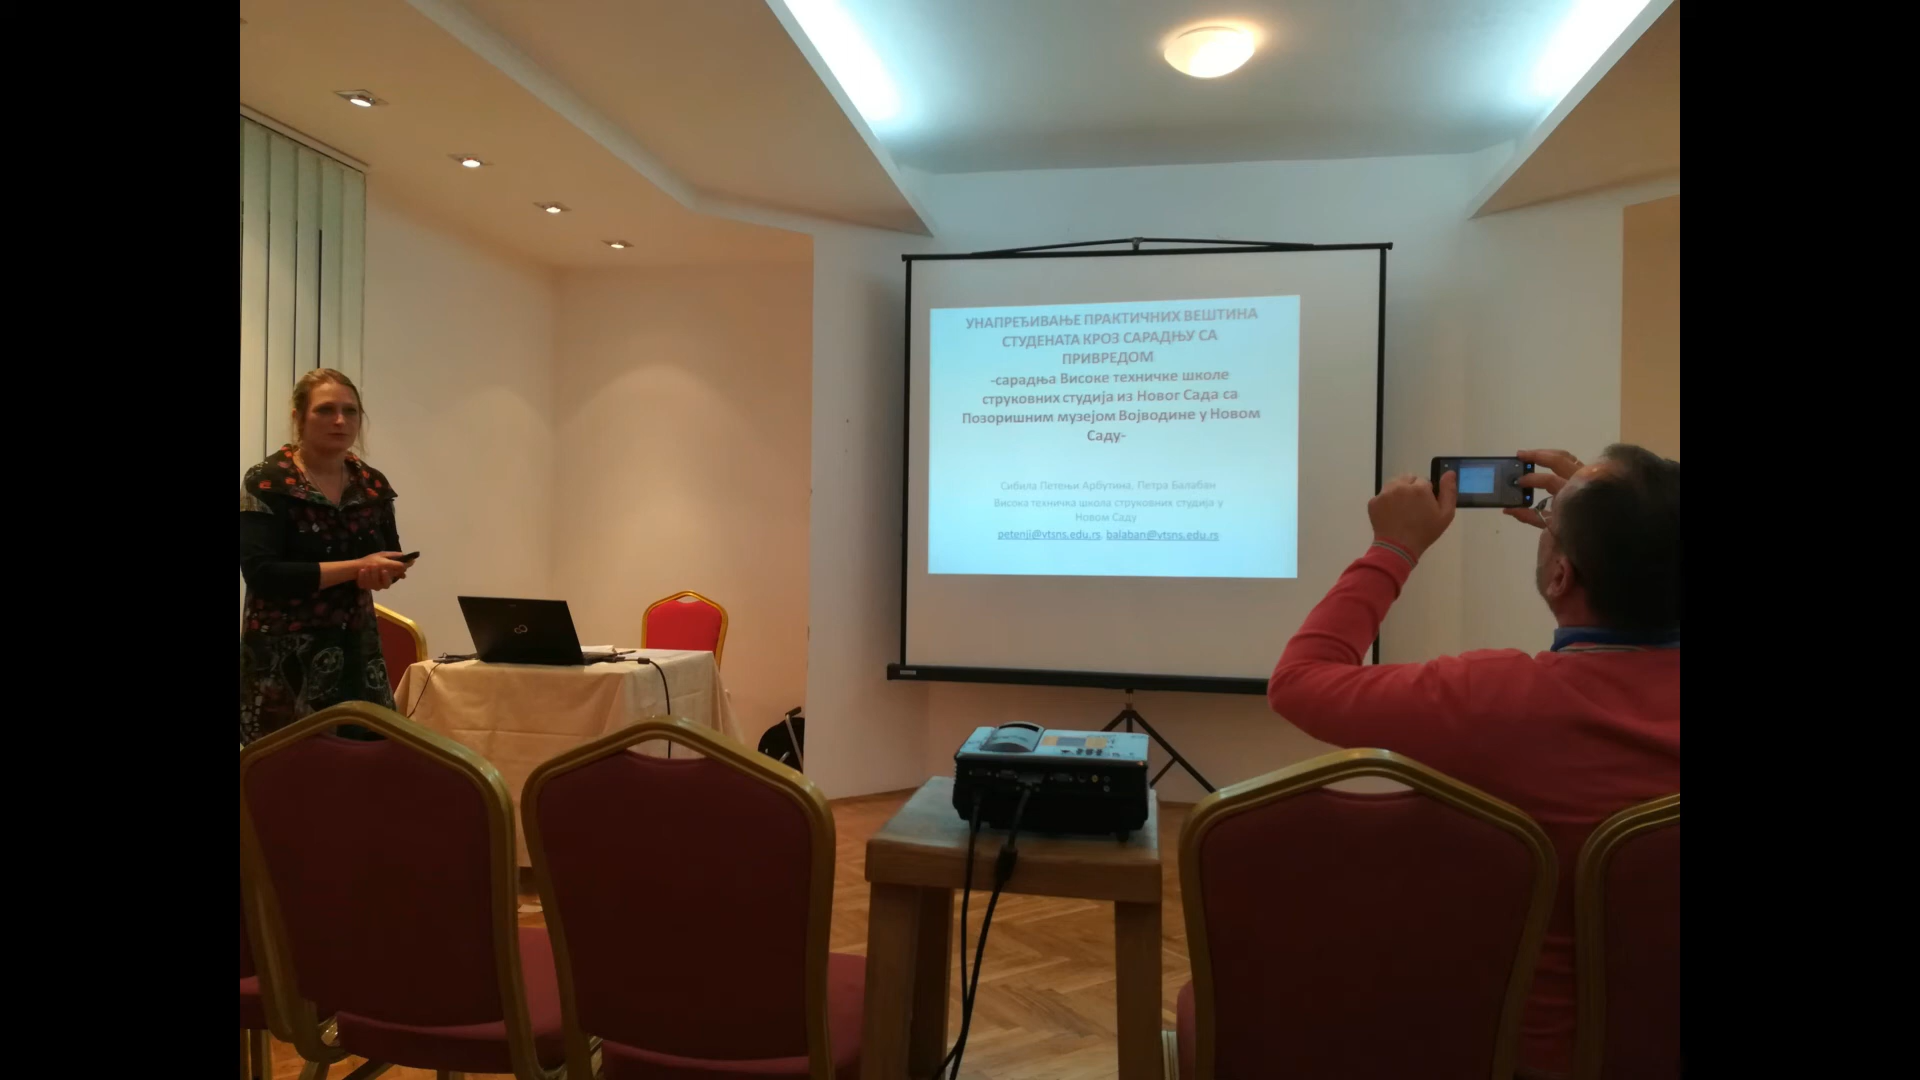 УНАПРЕЂИВАЊЕ ПРАКТИЧНИХ ВЕШТИНА
СТУДЕНАТА КРОЗ САРАДЊУ СА
ПРИВРЕДОМ
-сарадња Високе техничке школе
струковних студија из Новог Сада са
Позоришним музејом Војводине у Новом
Саду-
Сибила Петењи Арбутина, Петра Балабан
Висока техничка школа струковних студија у
Новом Саду
petenji@vtsns.edu.rs, balaban@vtsns.edu.rs